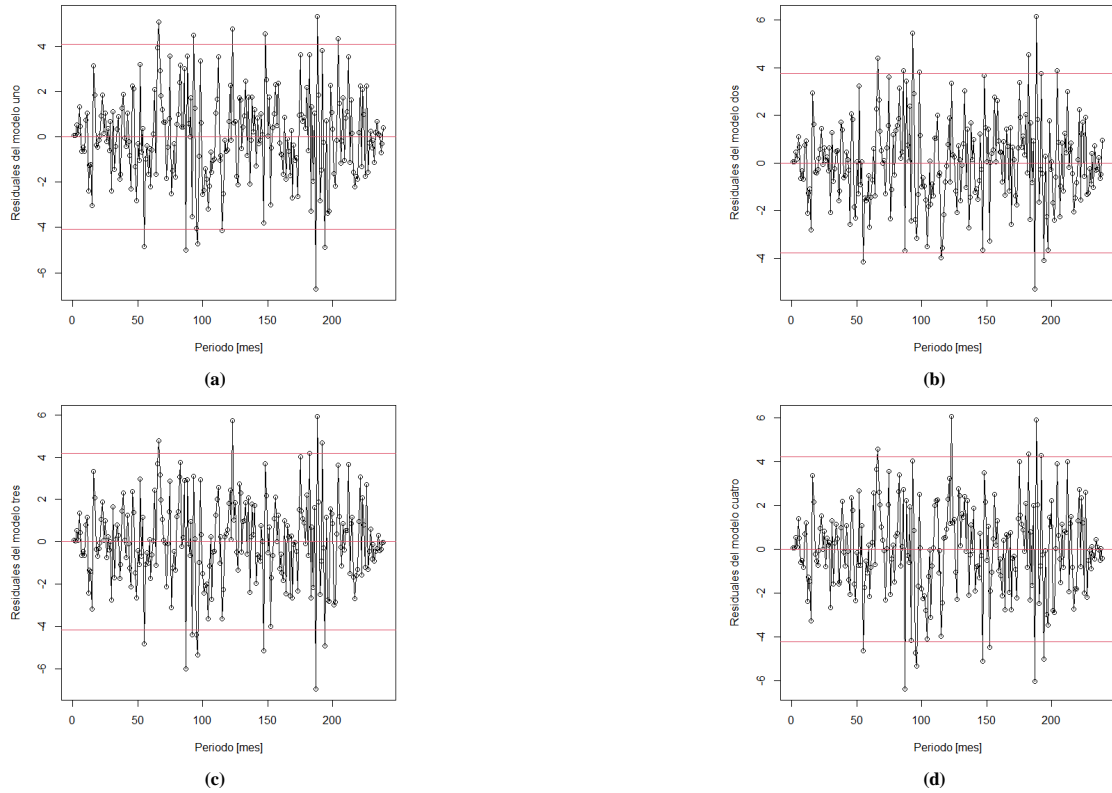 Residuales del modelo uno
6
4
2
0
-2
-4
-6
0 50 100 150 200
Periodo [mes]
(a)
Residuales del modelo dos
6
4
2
0
-2
-4
0 50 100 150 200
Periodo [mes]
(b)
Residuales del modelo tres
6
4
2
0
-2
-4
-6
0 50 100 150 200
Periodo [mes]
(c)
Residuales del modelo cuatro
6
4
2
0
-2
-4
-6
0 50 100 150 200
Periodo [mes]
(d)